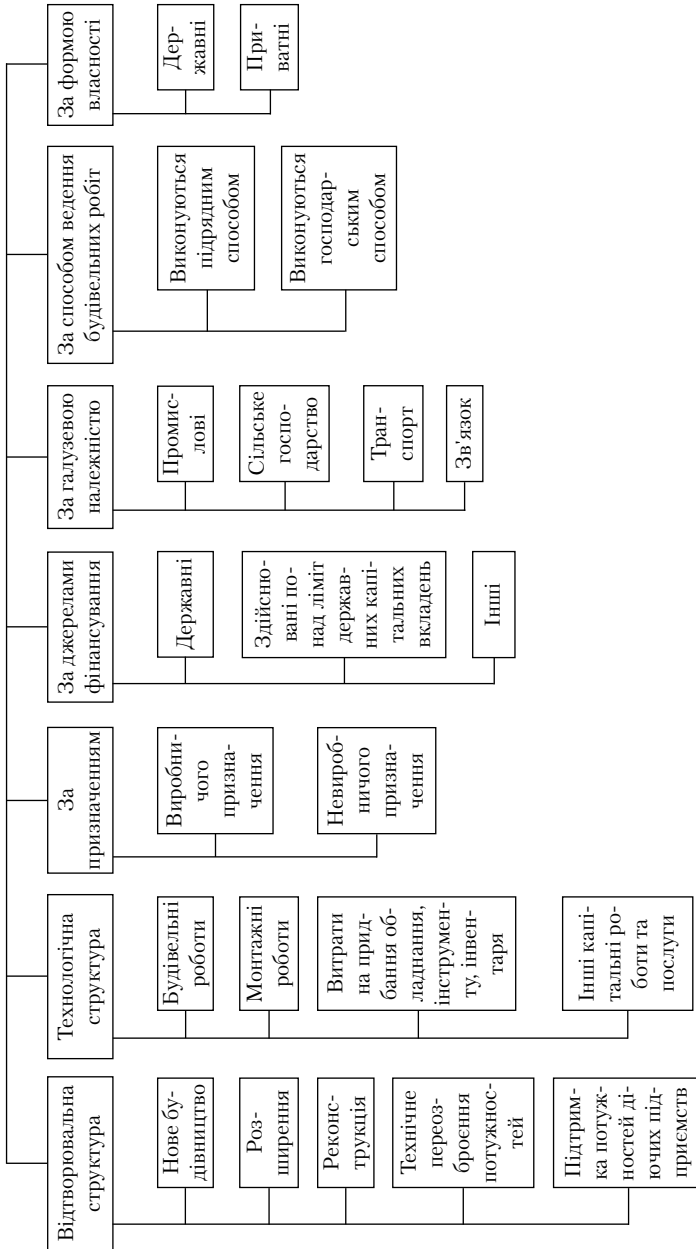 Відтворювальна
структура
Нове бу-
дівництво
Роз-
ширення
Реконс-
трукція
Технічне
переоз-
броєння
потужнос-
тей
Підтрим-
ка потуж-
ностей ді-
ючих під-
приємств
Технологічна
структура
Будівельні
роботи
Монтажні
роботи
Витрати
на прид-
бання об-
ладнання,
інструмен-
ту, інвен-
таря
Інші капі-
тальні ро-
боти та
послуги
За
призначенням
Виробни-
чого
призна-
чення
Невироб-
ничого
призна-
чення
За джерелами
фінансування
Державні
Здійсню-
вані по-
над ліміт
держав-
них капі-
тальних
вкладень
Інші
За галузевою
належністю
Промис-
лові
Сільське
госпо-
дарство
Тран-
спорт
Зв'язок
За способом ведення
будівельних робіт
Виконуються
підрядним
способом
Виконуються
господар-
ським
способом
За формою
власності
Дер-
жавні
При-
ватні